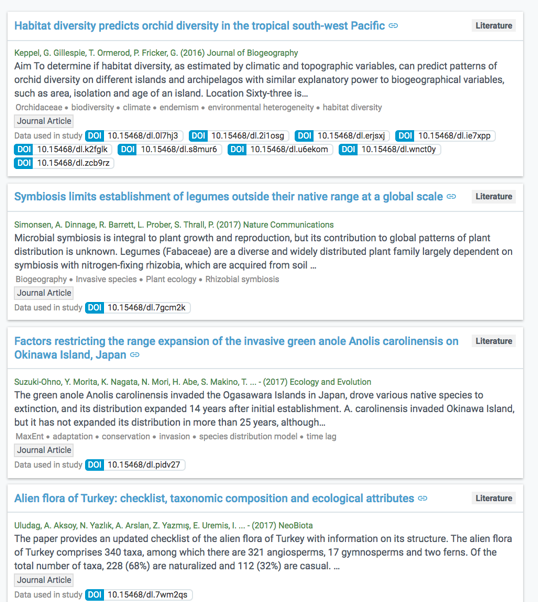 Habitat diversity predicts orchid diversity in the tropical south-west Pacific
Literature
Keppel, G. Gillespie, T. Ormerod, P. Fricker, G. (2016) Journal of Biogeography
Aim To determine if habitat diversity, as estimated by climatic and topographic variables, can predict patterns of
orchid diversity on different islands and archipelagos with similar explanatory power to biogeographical variables,
such as area, isolation and age of an island. Location Sixty-three is...
Orchidaceae • biodiversity • climate • endemism • environmental heterogeneity • habitat diversity
Journal Article
Data used in study DOI 10.15468/dl.0l7hj3 DOI 10.15468/dl.2i1osg DOI 10.15468/dl.erjsxj DOI 10.15468/dl.ie7xpp
DOI 10.15468/dl.k2fglk DOI 10.15468/dl.s8mur6 DOI 10.15468/dl.u6ekom DOI 10.15468/dl.wnct0y
DOI 10.15468/dl.zcb9rz
Symbiosis limits establishment of legumes outside their native range at a global scale
Literature
Simonsen, A. Dinnage, R. Barrett, L. Prober, S. Thrall, P. (2017) Nature Communications
Microbial symbiosis is integral to plant growth and reproduction, but its contribution to global patterns of plant
distribution is unknown. Legumes (Fabaceae) are a diverse and widely distributed plant family largely dependent on
symbiosis with nitrogen-fixing rhizobia, which are acquired from soil ...
Biogeography • Invasive species • Plant ecology • Rhizobial symbiosis
Journal Article
Data used in study DOI 10.15468/dl.7gcm2k
Factors restricting the range expansion of the invasive green anole Anolis carolinensis on
Okinawa Island, Japan
Literature
Suzuki-Ohno, Y. Morita, K. Nagata, N. Mori, H. Abe, S. Makino, T. ... - (2017) Ecology and Evolution
The green anole Anolis carolinensis invaded the Ogasawara Islands in Japan, drove various native species to
extinction, and its distribution expanded 14 years after initial establishment. A. carolinensis invaded Okinawa Island,
but it has not expanded its distribution in more than 25 years, although...
MaxEnt • adaptation • conservation • invasion • species distribution model • time lag
Journal Article
Data used in study DOI 10.15468/dl.pidv27
Alien flora of Turkey: checklist, taxonomic composition and ecological attributes
Literature
Uludag, A. Aksoy, N. Yazlık, A. Arslan, Z. Yazmış, E. Uremis, I. ... - (2017) NeoBiota
The paper provides an updated checklist of the alien flora of Turkey with information on its structure. The alien flora
of Turkey comprises 340 taxa, among which there are 321 angiosperms, 17 gymnosperms and two ferns. Of the
total number of taxa, 228 (68%) are naturalized and 112 (32%) are casual. ...
Journal Article
Data used in study DOI 10.15468/dl.7wm2qs